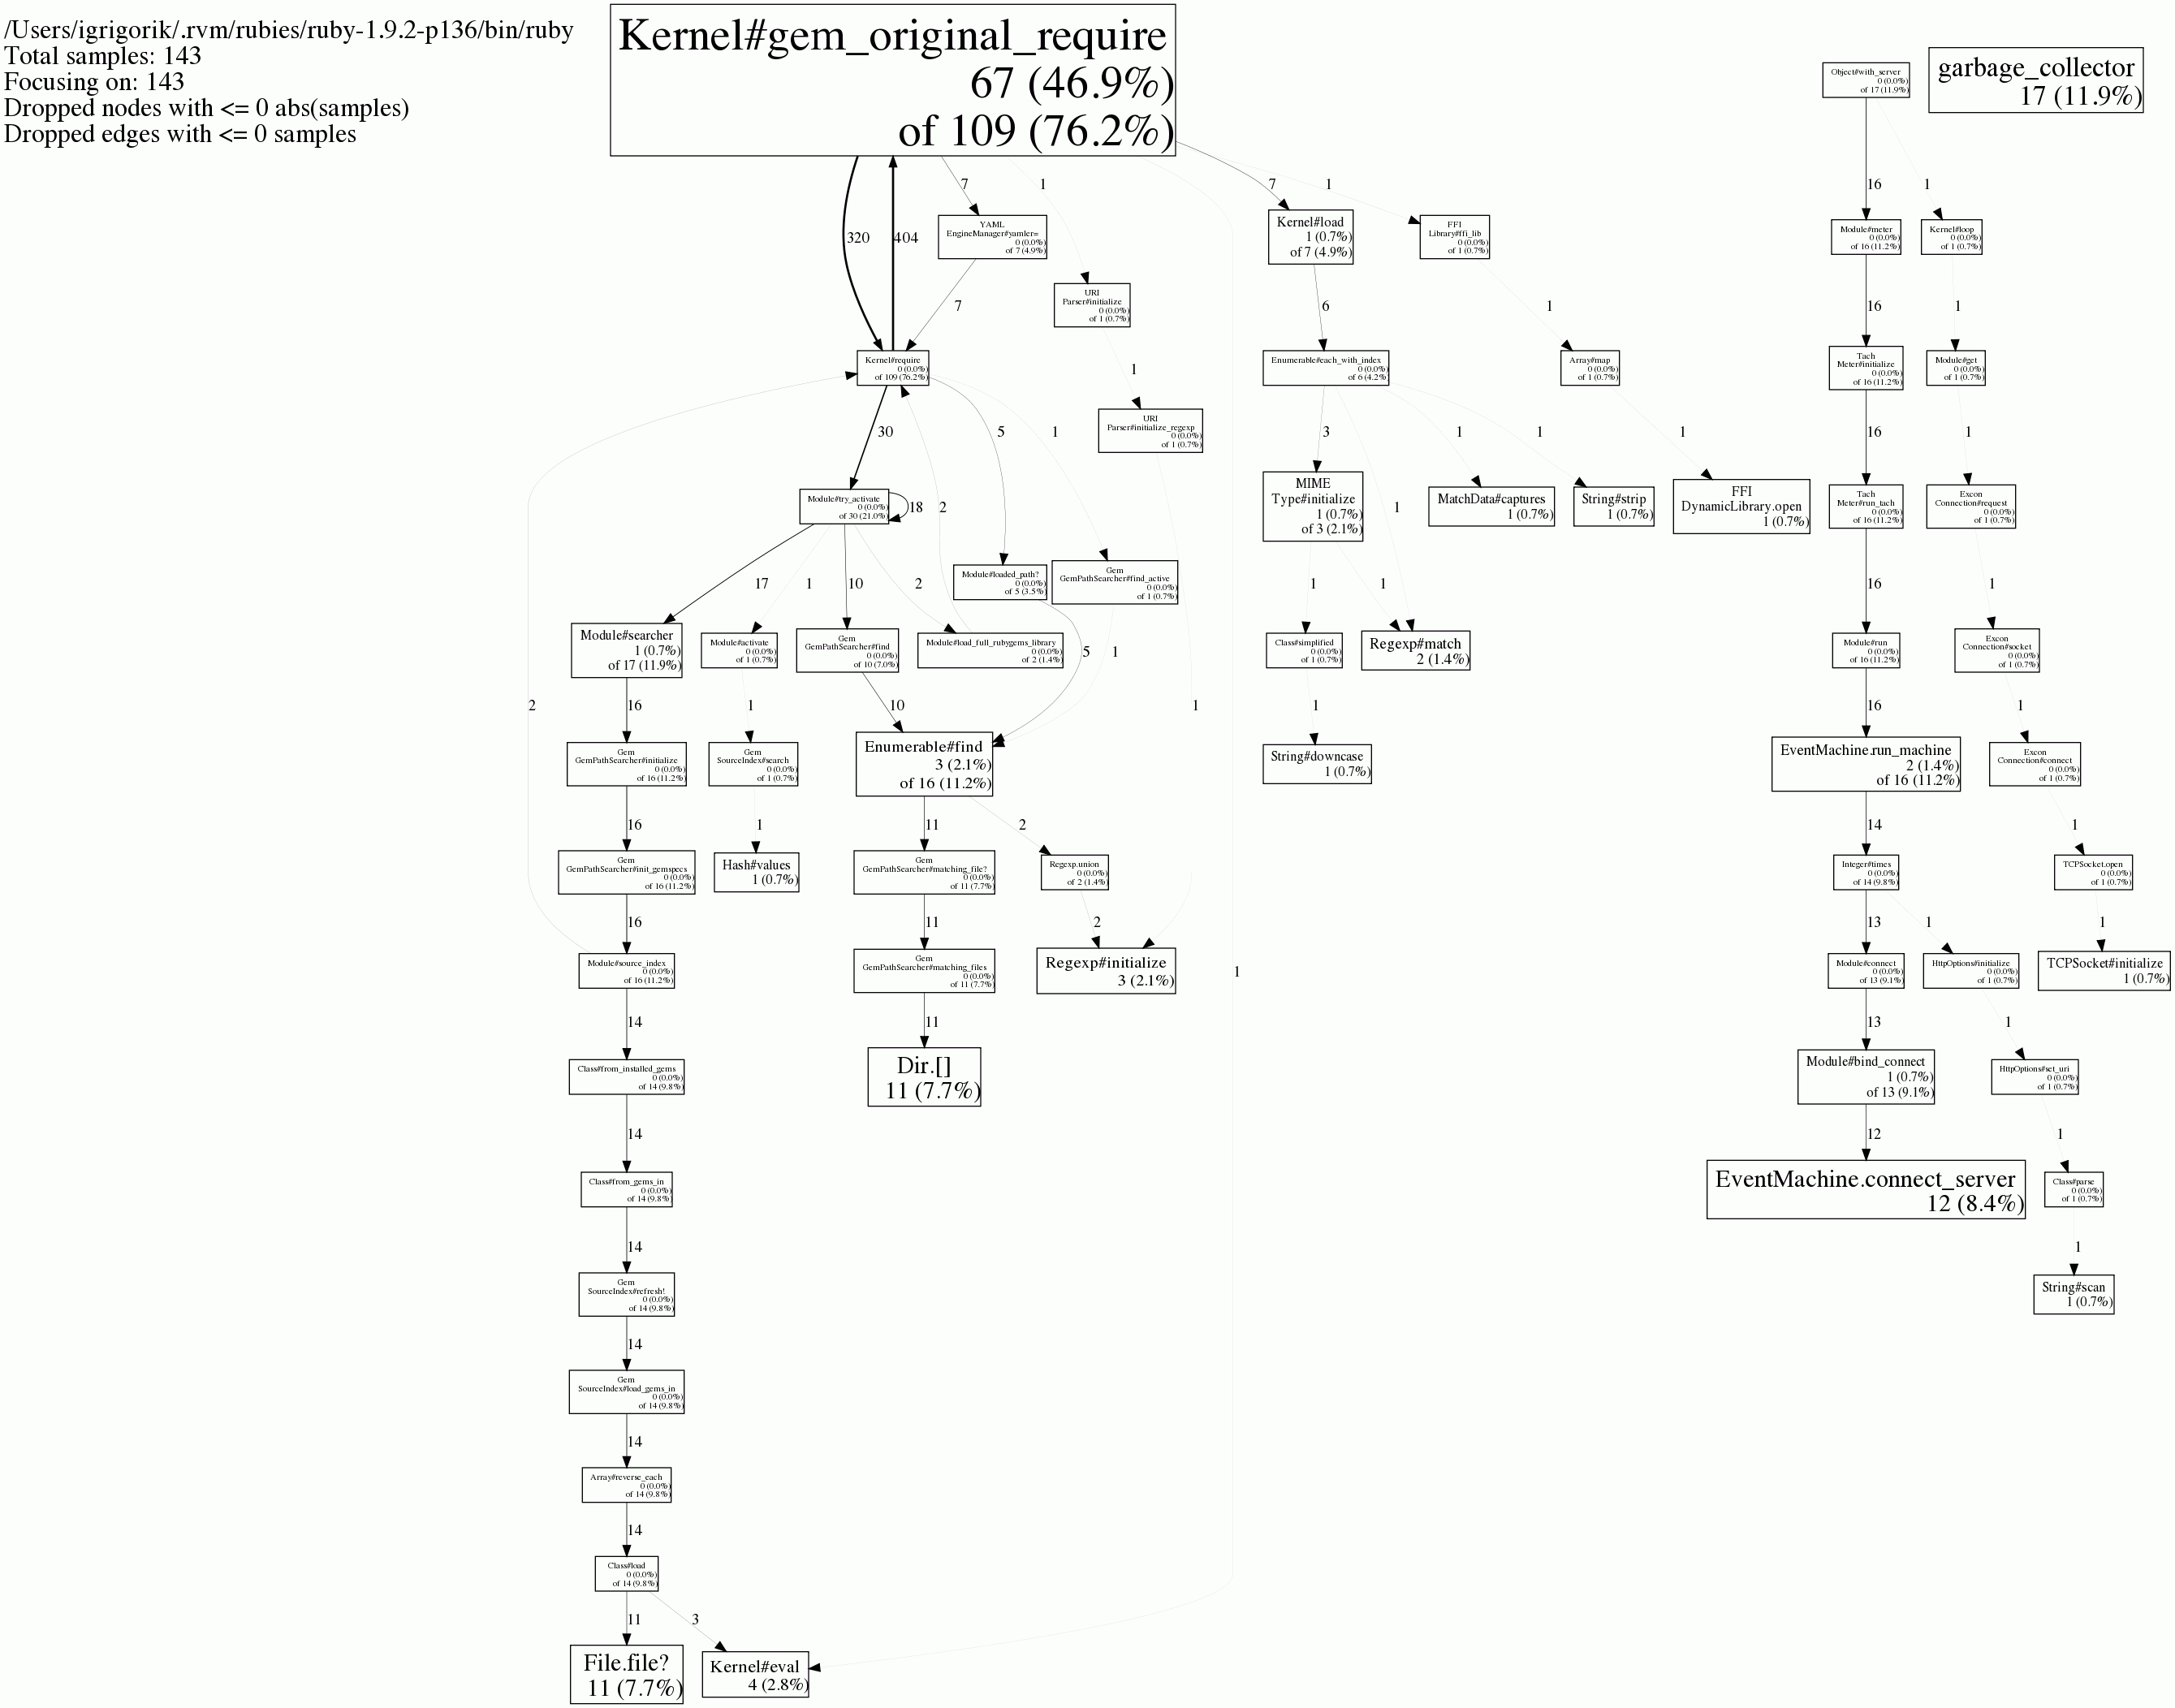 /Users/igrigorik/.rvm/rubies/ruby-1.9.2-p136/bin/ruby
Total samples: 143
Focusing on: 143
Dropped nodes with <= 0 abs(samples)
Dropped edges with <= 0 samples
Kernel#gem_original_require
67 (46.9%)
of 109 (76.2%)
Object#with_server
0 (0.0%)
of 17 (11.9%)
garbage_collector
17 (11.9%)
7
1
7
1
16
1
320
404
YAML
EngineManager#yamler=
0 (0.0%)
of 7 (4.9%)
Kernel#load
1 (0.7%)
of 7 (4.9%)
FFI
Library#ffi_lib
0 (0.0%)
of 1 (0.7%)
Module#meter
0 (0.0%)
of 16 (11.2%)
Kernel#loop
0 (0.0%)
of 1 (0.7%)
7
URI
Parser#initialize
0 (0.0%)
of 1 (0.7%)
6
1
16
1
Kernel#require
0 (0.0%)
of 109 (76.2%)
1
Enumerable#each_with_index
0 (0.0%)
of 6 (4.2%)
Array#map
0 (0.0%)
of 1 (0.7%)
Tach
Meter#initialize
0 (0.0%)
of 16 (11.2%)
Module#get
0 (0.0%)
of 1 (0.7%)
30
5
1
URI
Parser#initialize_regexp
0 (0.0%)
of 1 (0.7%)
3
1
1
1
16
1
Module#try_activate
0 (0.0%)
of 30 (21.0%)
18
2
MIME
Type#initialize
1 (0.7%)
of 3 (2.1%)
1
MatchData#captures
1 (0.7%)
String#strip
1 (0.7%)
FFI
DynamicLibrary.open
1 (0.7%)
Tach
Meter#run_tach
0 (0.0%)
of 16 (11.2%)
Excon
Connection#request
0 (0.0%)
of 1 (0.7%)
17
1
10
2
Module#loaded_path?
0 (0.0%)
of 5 (3.5%)
Gem
GemPathSearcher#find_active
0 (0.0%)
of 1 (0.7%)
1
1
16
1
Module#searcher
1 (0.7%)
of 17 (11.9%)
Module#activate
0 (0.0%)
of 1 (0.7%)
Gem
GemPathSearcher#find
0 (0.0%)
of 10 (7.0%)
Module#load_full_rubygems_library
0 (0.0%)
of 2 (1.4%)
5
1
Class#simplified
0 (0.0%)
of 1 (0.7%)
Regexp#match
2 (1.4%)
Module#run
0 (0.0%)
of 16 (11.2%)
Excon
Connection#socket
0 (0.0%)
of 1 (0.7%)
2
16
1
10
1
1
16
1
Gem
GemPathSearcher#initialize
0 (0.0%)
of 16 (11.2%)
Gem
SourceIndex#search
0 (0.0%)
of 1 (0.7%)
Enumerable#find
3 (2.1%)
of 16 (11.2%)
String#downcase
1 (0.7%)
EventMachine.run_machine
2 (1.4%)
of 16 (11.2%)
Excon
Connection#connect
0 (0.0%)
of 1 (0.7%)
16
1
11
2
14
1
Gem
GemPathSearcher#init_gemspecs
0 (0.0%)
of 16 (11.2%)
Hash#values
1 (0.7%)
Gem
GemPathSearcher#matching_file?
0 (0.0%)
of 11 (7.7%)
Regexp.union
0 (0.0%)
of 2 (1.4%)
Integer#times
0 (0.0%)
of 14 (9.8%)
TCPSocket.open
0 (0.0%)
of 1 (0.7%)
16
11
2
13
1
1
Module#source_index
0 (0.0%)
of 16 (11.2%)
Gem
GemPathSearcher#matching_files
0 (0.0%)
of 11 (7.7%)
Regexp#initialize
3 (2.1%)
1
Module#connect
0 (0.0%)
of 13 (9.1%)
HttpOptions#initialize
0 (0.0%)
of 1 (0.7%)
TCPSocket#initialize
1 (0.7%)
14
11
13
1
Class#from_installed_gems
0 (0.0%)
of 14 (9.8%)
Dir.[]
11 (7.7%)
Module#bind_connect
1 (0.7%)
of 13 (9.1%)
HttpOptions#set_uri
0 (0.0%)
of 1 (0.7%)
14
12
1
Class#from_gems_in
0 (0.0%)
of 14 (9.8%)
EventMachine.connect_server
12 (8.4%)
Class#parse
0 (0.0%)
of 1 (0.7%)
14
1
Gem
SourceIndex#refresh!
0 (0.0%)
of 14 (9.8%)
String#scan
1 (0.7%)
14
Gem
SourceIndex#load_gems_in
0 (0.0%)
of 14 (9.8%)
14
Array#reverse_each
0 (0.0%)
of 14 (9.8%)
14
Class#load
0 (0.0%)
of 14 (9.8%)
11
3
File.file?
11 (7.7%)
Kernel#eval
4 (2.8%)